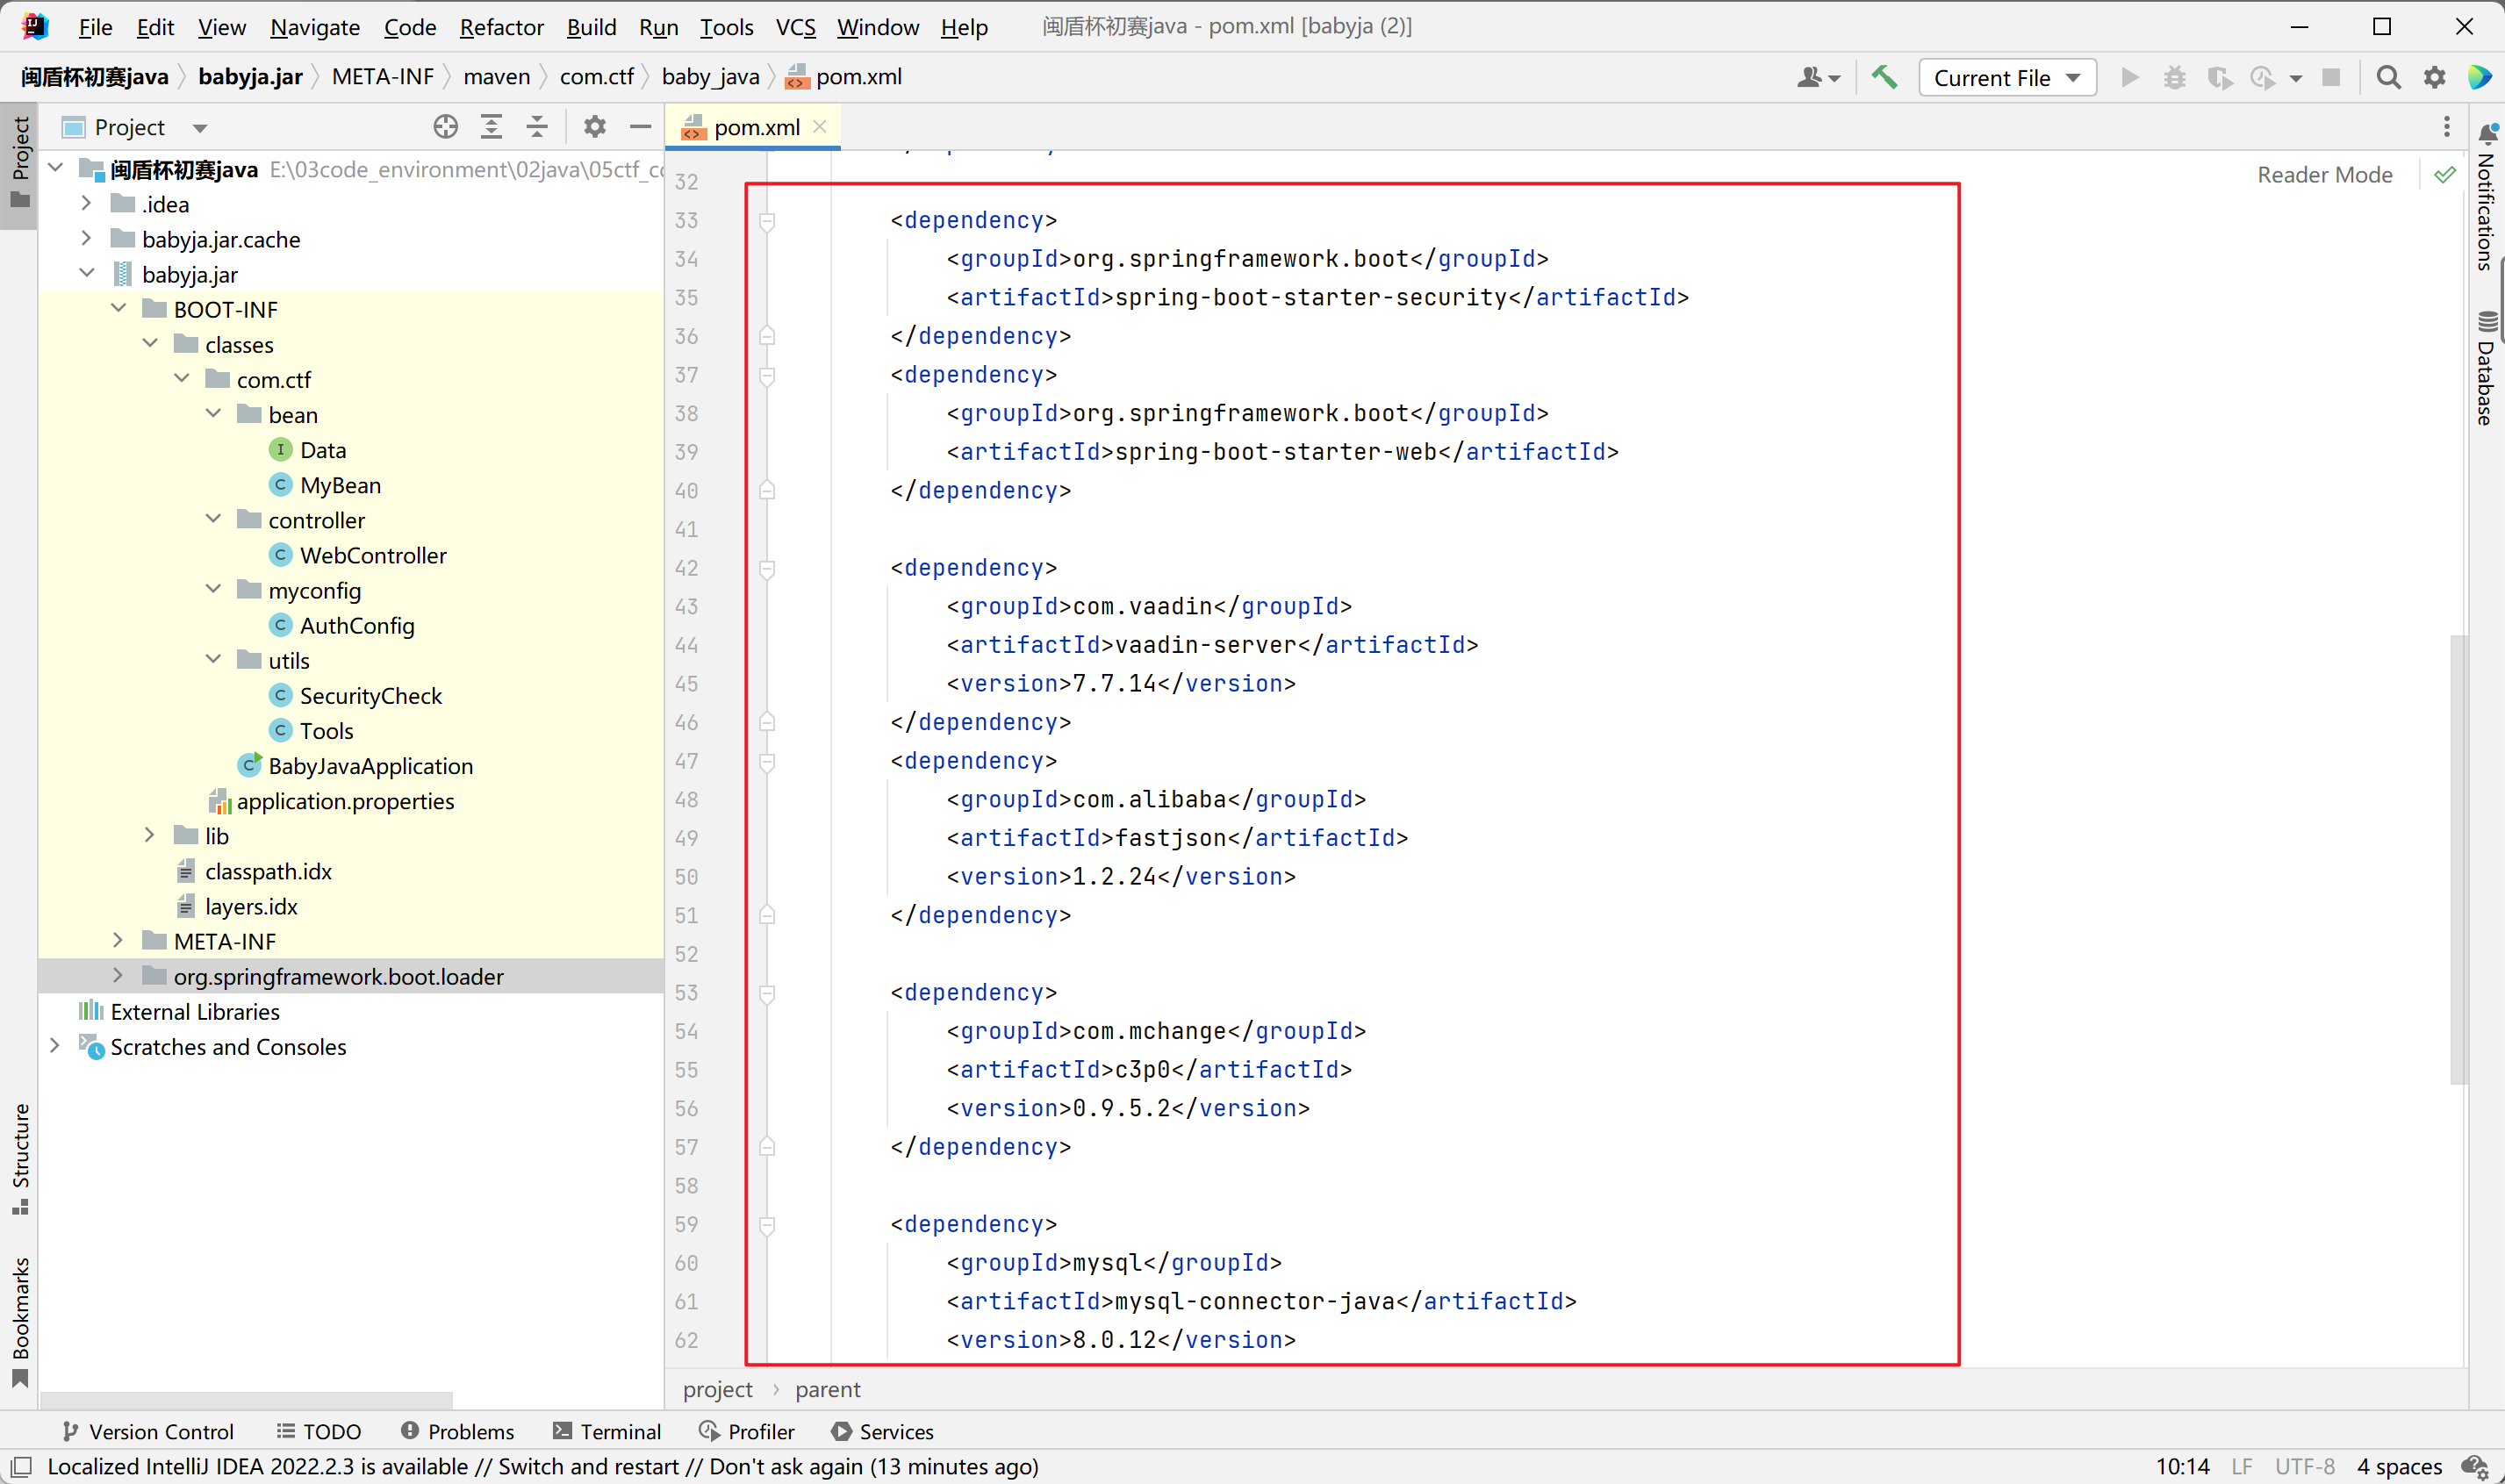 File Edit View Navigate Code Refactor Build Run Tools VCS Window Help 闽盾杯初赛java - pom.xml [babyja (2)]
闽盾杯初赛java babyja.jar META-INF maven com.ctf baby_java pom.xml Current File
Project
Project
pom.xml
闽盾杯初赛java E:\03code_environment\02java\05ctf_cc
.idea
babyja.jar.cache
babyja.jar
BOOT-INF
classes
com.ctf
bean
Data
MyBean
controller
WebController
myconfig
AuthConfig
utils
SecurityCheck
Tools
BabyJavaApplication
application.properties
lib
classpath.idx
layers.idx
META-INF
org.springframework.boot.loader
External Libraries
Scratches and Consoles
Structure
Bookmarks
Reader Mode
32
33 <dependency>
34 <groupId>org.springframework.boot</groupId>
35 <artifactId>spring-boot-starter-security</artifactId>
36 </dependency>
37 <dependency>
38 <groupId>org.springframework.boot</groupId>
39 <artifactId>spring-boot-starter-web</artifactId>
40 </dependency>
41
42 <dependency>
43 <groupId>com.vaadin</groupId>
44 <artifactId>vaadin-server</artifactId>
45 <version>7.7.14</version>
46 </dependency>
47 <dependency>
48 <groupId>com.alibaba</groupId>
49 <artifactId>fastjson</artifactId>
50 <version>1.2.24</version>
51 </dependency>
52
53 <dependency>
54 <groupId>com.mchange</groupId>
55 <artifactId>c3p0</artifactId>
56 <version>0.9.5.2</version>
57 </dependency>
58
59 <dependency>
60 <groupId>mysql</groupId>
61 <artifactId>mysql-connector-java</artifactId>
62 <version>8.0.12</version>
Notifications
Database
project › parent
Version Control TODO Problems Terminal Profiler Services
Localized IntelliJ IDEA 2022.2.3 is available // Switch and restart // Don't ask again (13 minutes ago) 10:14 LF UTF-8 4 spaces